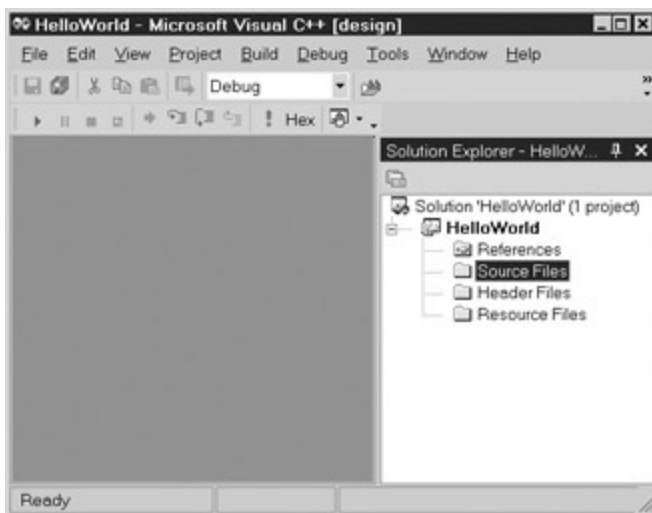 HelloWorld - Microsoft Visual C++ [design]
File Edit View Project Build Debug Tools Window Help
Debug
Hex
Solution Explorer - HelloW...
Solution 'HelloWorld' (1 project)
HelloWorld
References
Source Files
Header Files
Resource Files
Ready